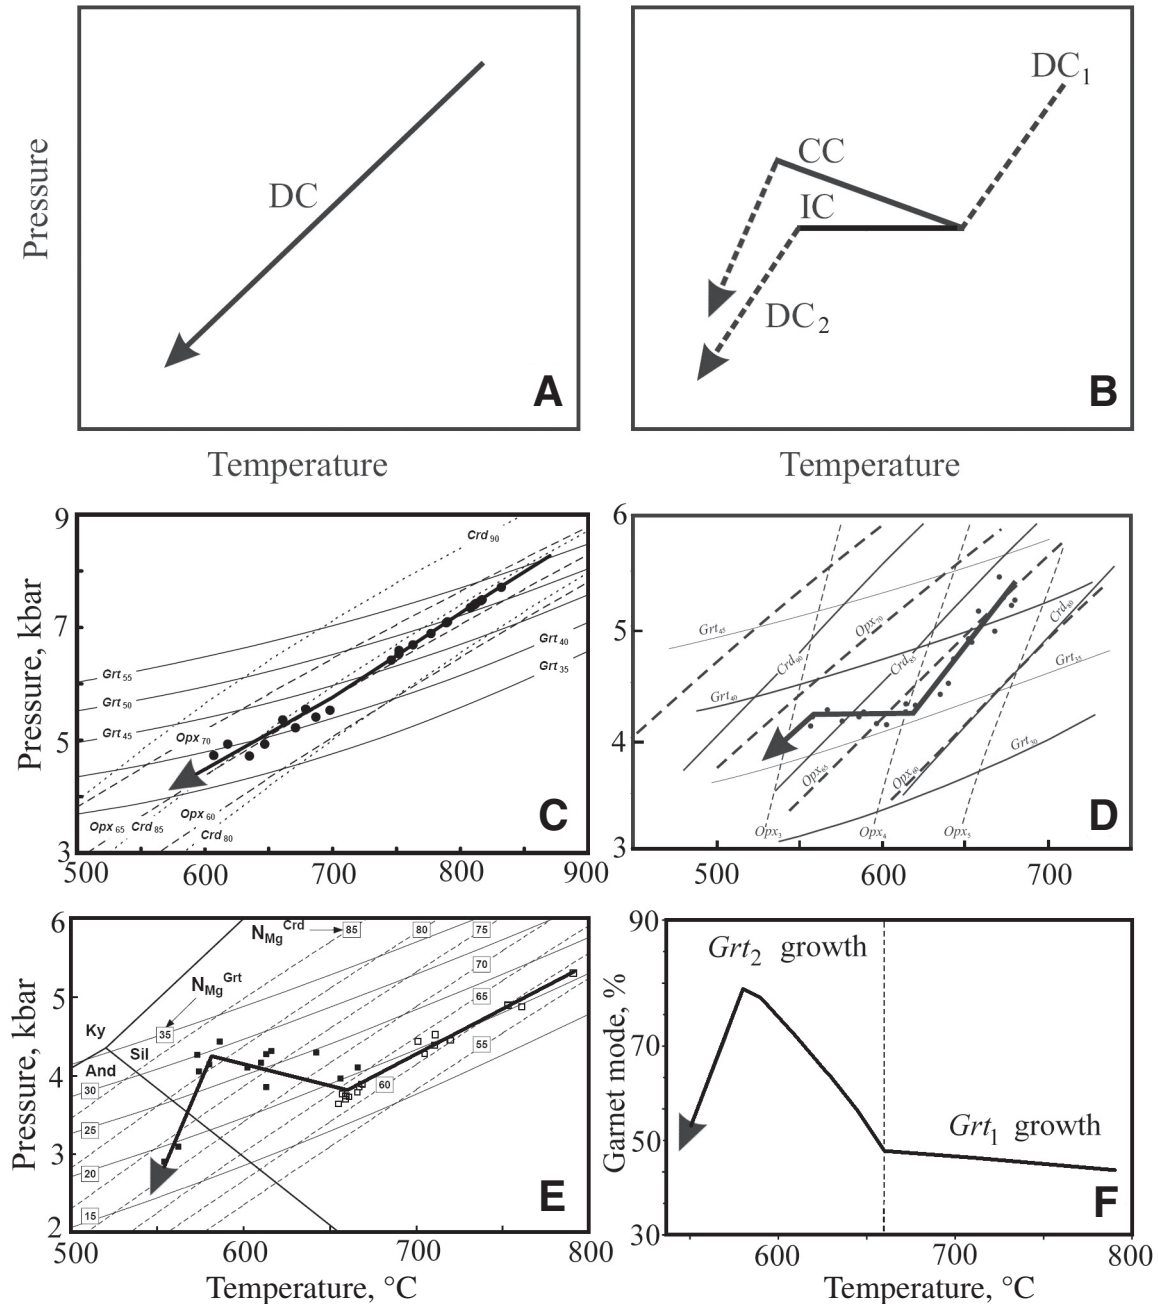 Pressure
DC
A
Temperature
DC1
CC
IC
DC2
B
Temperature
Pressure, kbar
9
7
5
3
Crd90
Grt55
Grt50
Grt45
Grt40
Grt35
Opx70
Opx65
Crd85
Opx60
Crd80
C
500
600
700
800
900
6
5
4
3
Grt45
Opx70
Crd90
Crd85
Crd80
Grt40
Grt35
Opx65
Opx60
Grt30
Opx3
Opx4
Opx5
D
500
600
700
Pressure, kbar
6
5
4
3
2
NMgCrd
85
80
75
NMgGrt
70
65
35
55
60
Ky
Sil
And
30
25
20
15
E
500
600
700
800
Temperature, °C
Garnet mode, %
90
70
50
30
Grt2 growth
Grt1 growth
F
600
700
800
Temperature, °C